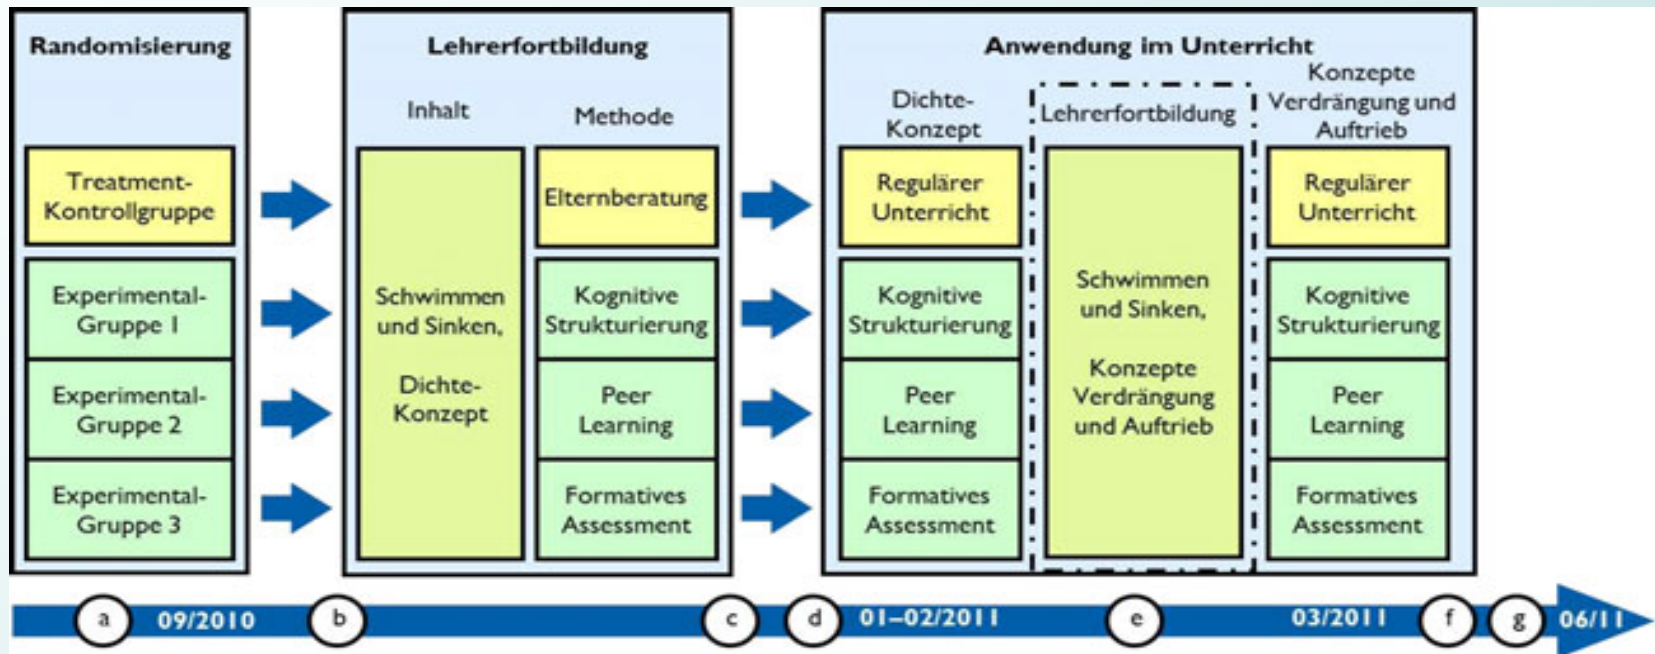 Randomisierung
Treatment-
Kontrollgruppe
Experimental-
Gruppe 1
Experimental-
Gruppe 2
Experimental-
Gruppe 3
Lehrerfortbildung
Inhalt
Schwimmen
und Sinken,
Dichte-
Konzept
Methode
Elternberatung
Kognitive
Strukturierung
Peer
Learning
Formatives
Assessment
Anwendung im Unterricht
Dichte-
Konzept
Regulärer
Unterricht
Kognitive
Strukturierung
Peer
Learning
Formatives
Assessment
Lehrerfortbildung
Schwimmen
und Sinken,
Konzepte
Verdrängung
und Auftrieb
Konzepte
Verdrängung und
Auftrieb
Regulärer
Unterricht
Kognitive
Strukturierung
Peer
Learning
Formatives
Assessment
a 09/2010 b c d 01–02/2011 e 03/2011 f g 06/11